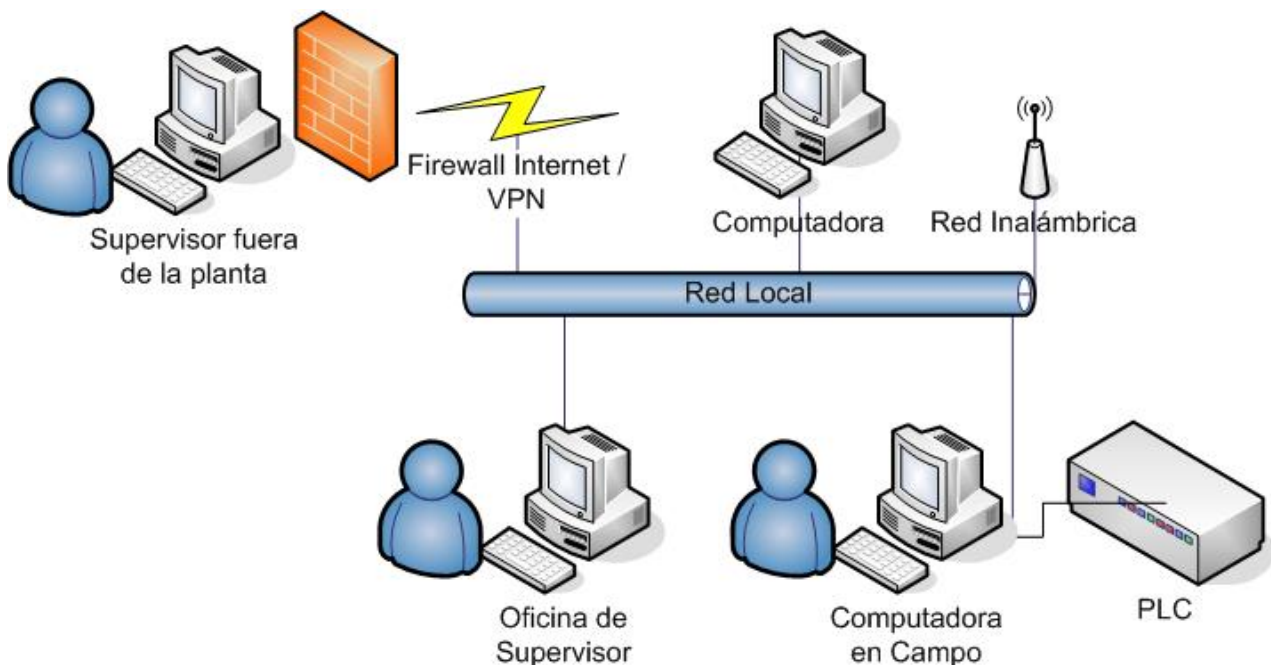 Firewall Internet /
VPN
Supervisor fuera
de la planta
Computadora
Red Inalámbrica
Red Local
Oficina de
Supervisor
Computadora
en Campo
PLC